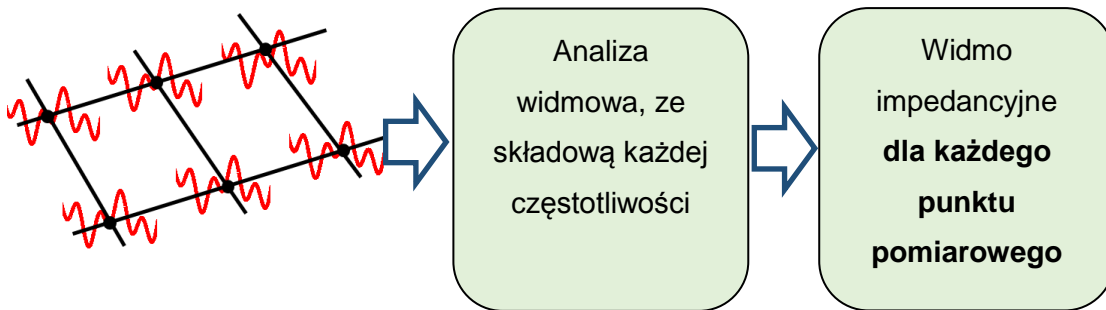 Analiza
widmowa, ze
składową każdej
częstotliwości
Widmo
impedancyjne
dla każdego
punktu
pomiarowego